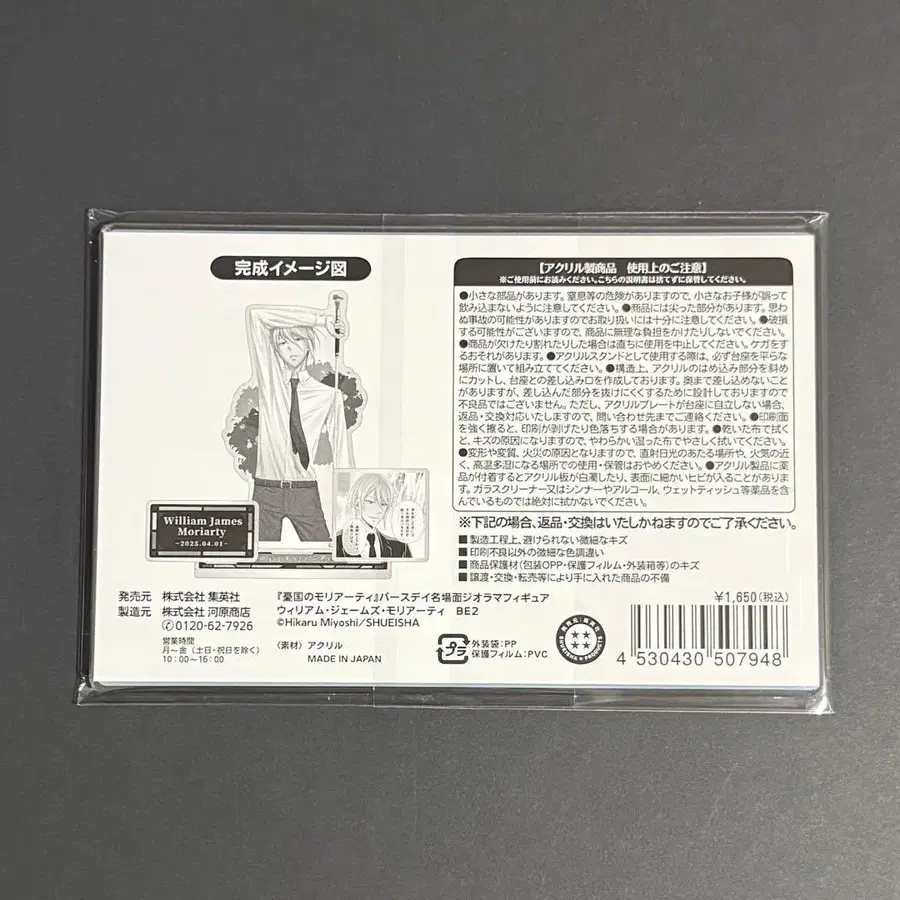 完成イメージ図
William James
Moriarty
-2025.04.01-
【アクリル製商品 使用上のご注意】
※ご使用前にお読みください。こちらの説明書は捨てずに保管してください。
●小さな部品があります。窒息等の危険がありますので、小さなお子様が誤って
飲み込まないように注意してください。●商品には尖った部分があります。思わ
ぬ事故の可能性がありますのでお取り扱いには十分に注意してください。●破損
する可能性がございますので、商品に無理な負担をかけたりしないでください。
●商品が欠けたり割れたりした場合は直ちに使用を中止してください。ケガをす
るおそれがあります。●アクリルスタンドとして使用する際は、必ず台座を平らな
場所に置いて組み立ててください。●構造上、アクリルのはめ込み部分を斜め
にカットし、台座との差し込み口を作成しております。奥まで差し込めないこと
がありますが、差し込んだ部分を抜けにくくするために設計しておりますので
不良品ではございません。ただし、アクリルプレートが台座に自立しない場合、
返品・交換対応いたしますので、問い合わせ先までご連絡ください。●印刷面
を強く擦ると、印刷が剥げたり色落ちする場合があります。●乾いた布で拭く
と、キズの原因になりますので、やわらかい湿った布でやさしく拭いてください。
●変形や変質、火災の原因となりますので、直射日光のあたる場所や、火気の近
く、高温多湿になる場所での使用・保管はおやめください。●アクリル製品に薬
品が付着するとアクリル板が白濁したり、表面に細かいヒビが入ることがありま
す。ガラスクリーナー又はシンナーやアルコール、ウェットティッシュ等薬品を含
んでいるものでは絶対に拭かないでください。
※下記の場合、返品・交換はいたしかねますのでご了承ください。
■製造工程上、避けられない微細なキズ
■印刷不良以外の微細な色調違い
■商品保護材(包装OPP・保護フィルム・外装箱等)のキズ
■譲渡・交換・転売等により手に入れた商品の不備
発売元 株式会社 集英社
製造元 株式会社 河原商店
0120-62-7926
営業時間
月～金(土日・祝日を除く)
10:00～16:00
『憂国のモリアーティ』バースデイ名場面ジオラマフィギュア
ウィリアム・ジェームズ・モリアーティ BE2
©Hikaru Miyoshi/SHUEISHA
〈素材〉アクリル
MADE IN JAPAN
プラ
外装袋:PP
保護フィルム:PVC
￥1,650(税込)
4 530430 507948